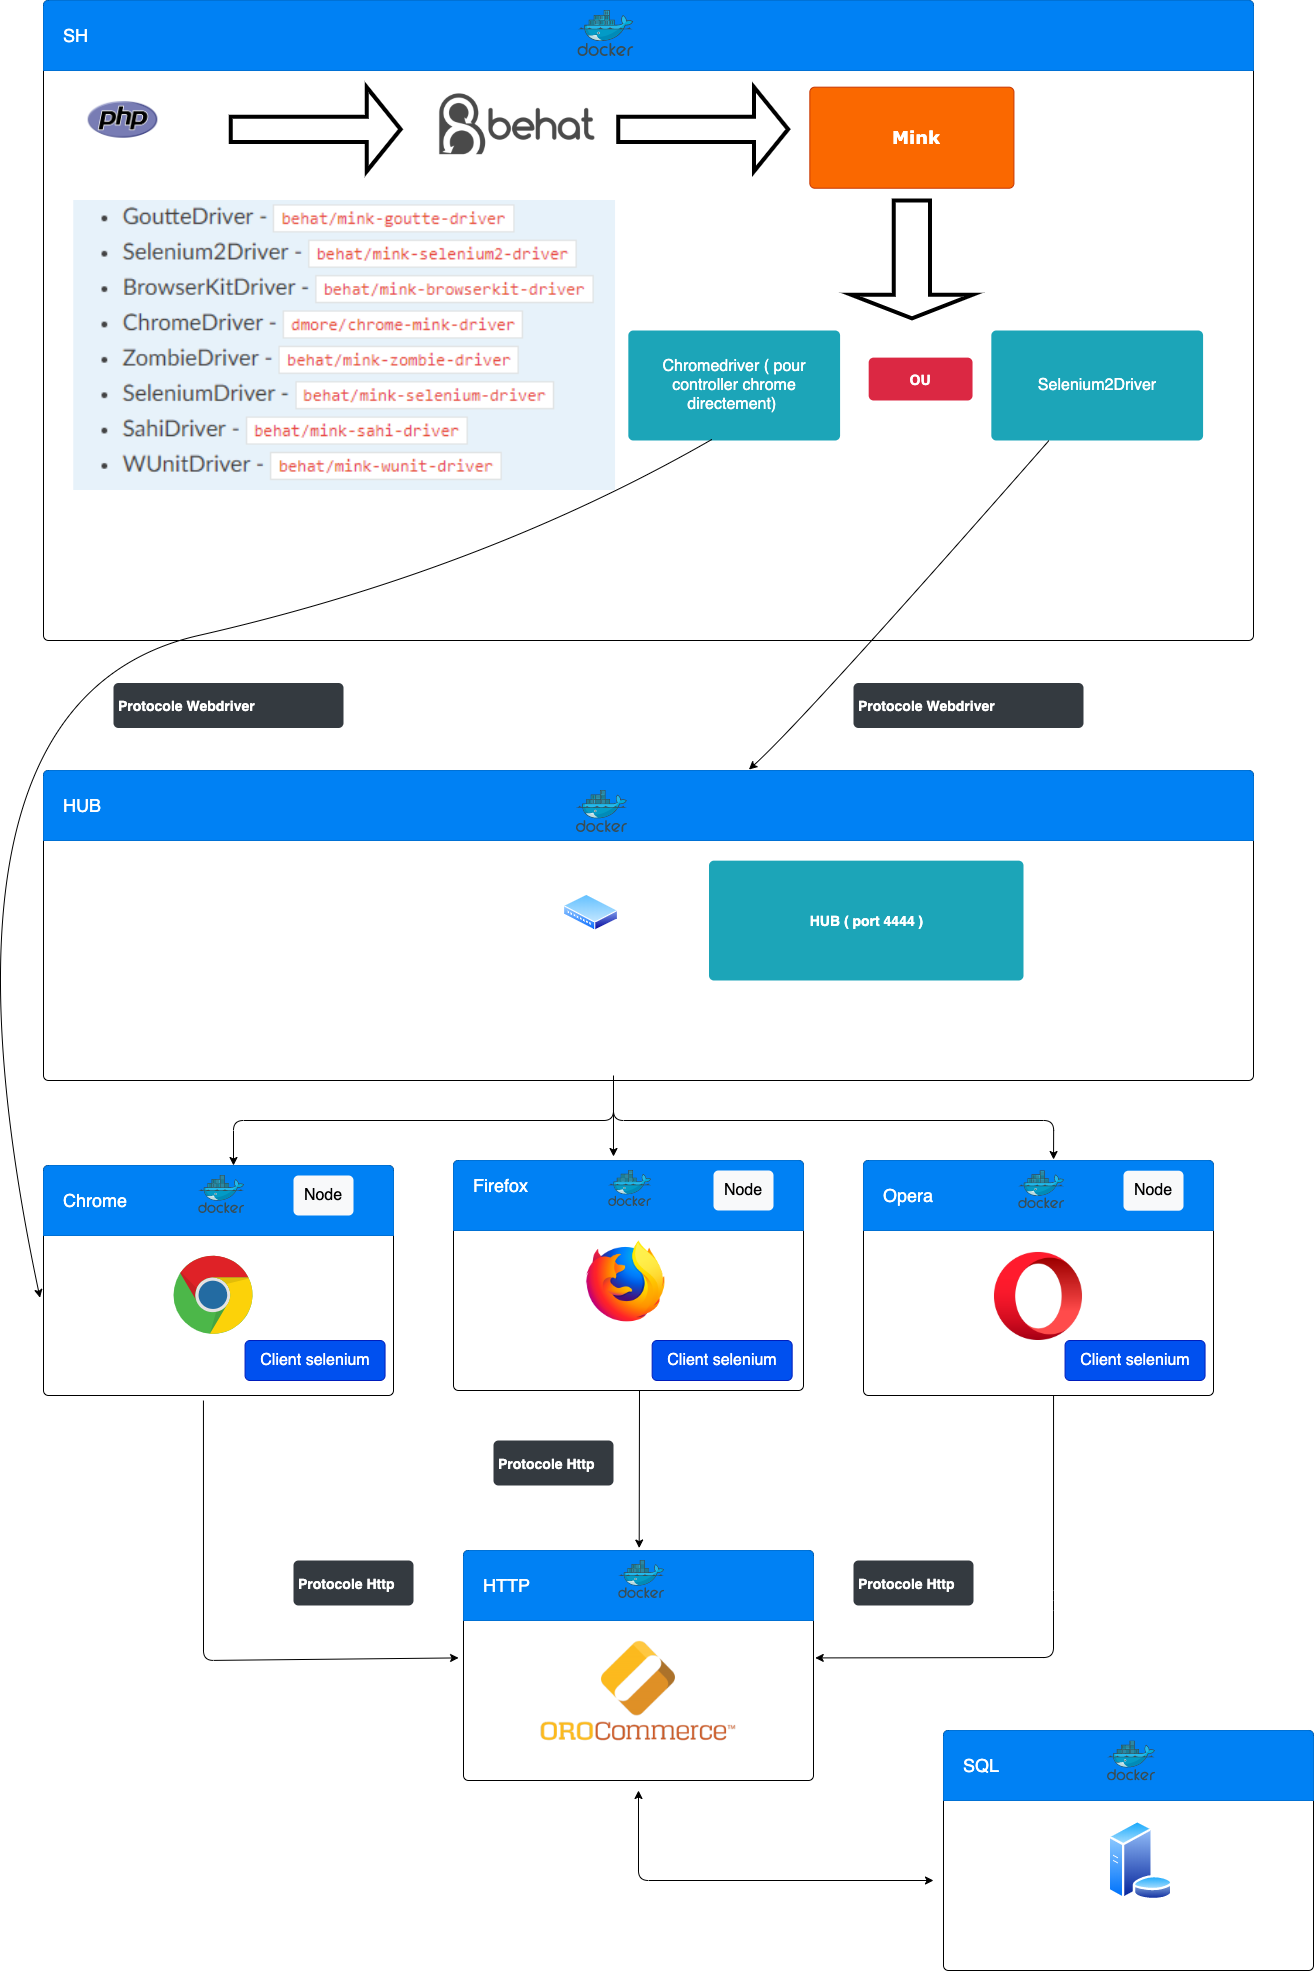 SH
docker
php
behat
Mink
GoutteDriver - behat/mink-goutte-driver
Selenium2Driver - behat/mink-selenium2-driver
BrowserKitDriver - behat/mink-browserkit-driver
ChromeDriver - dmore/chrome-mink-driver
ZombieDriver - behat/mink-zombie-driver
SeleniumDriver - behat/mink-selenium-driver
SahiDriver - behat/mink-sahi-driver
WUnitDriver - behat/mink-wunit-driver
Chromedriver ( pour
controller chrome
directement)
OU
Selenium2Driver
Protocole Webdriver
Protocole Webdriver
HUB
docker
HUB ( port 4444 )
Chrome
docker
Node
Client selenium
Firefox
docker
Node
Client selenium
Opera
docker
Node
Client selenium
Protocole Http
Protocole Http
Protocole Http
HTTP
docker
OROCommerce™
SQL
docker